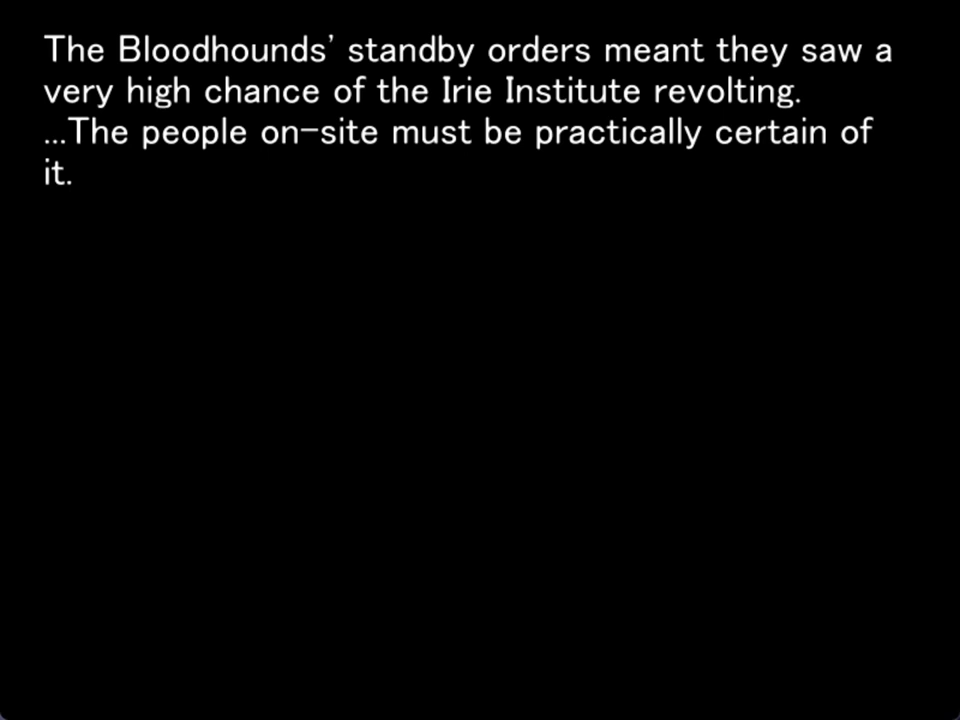 The Bloodhounds’ standby orders meant they saw a
very high chance of the Irie Institute revolting.
...The people on-site must be practically certain of
it.